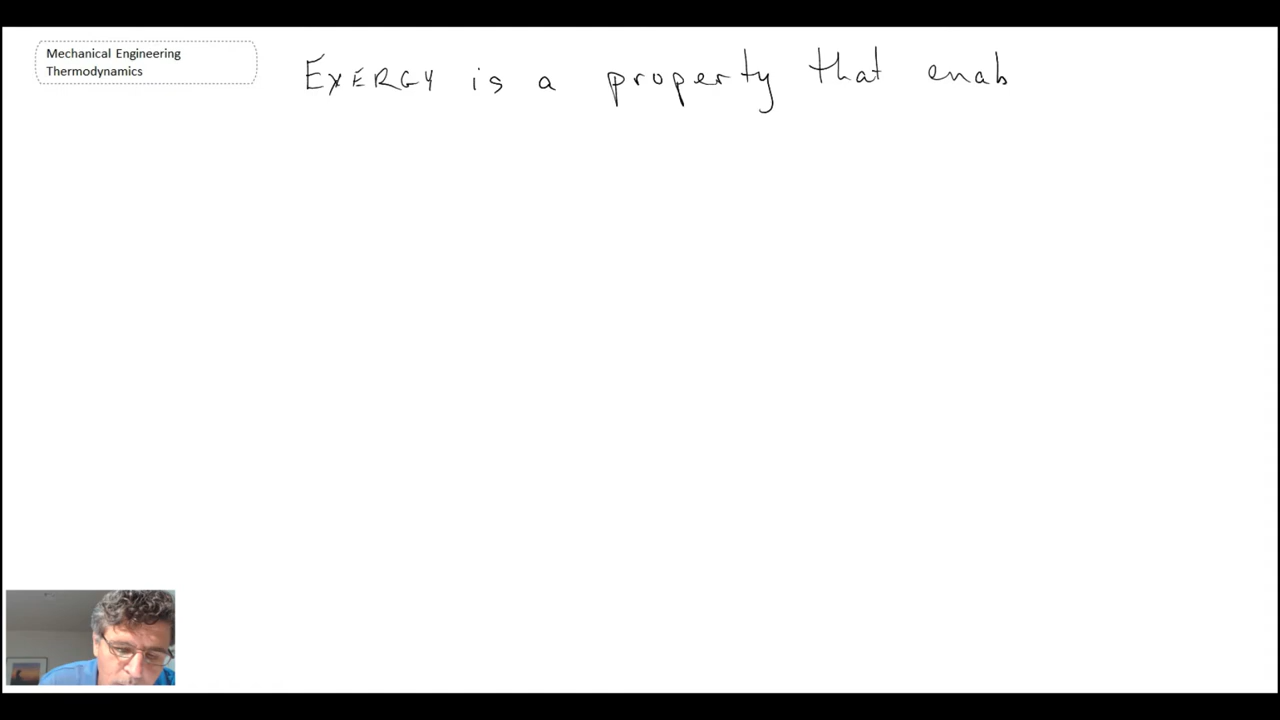 Mechanical Engineering
Thermodynamics
EXERGY is a property that enab